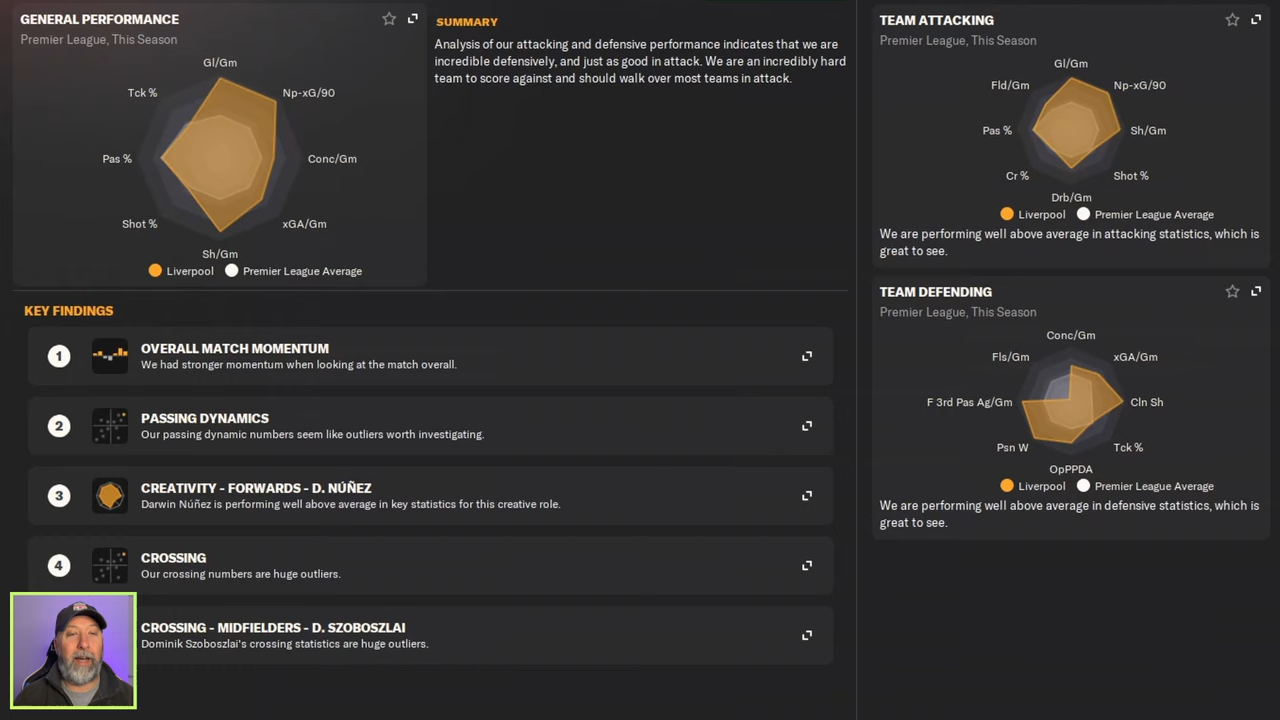 GENERAL PERFORMANCE
Premier League, This Season
Gl/Gm
Tck %
Np-xG/90
Pas %
Conc/Gm
Shot %
xGA/Gm
Sh/Gm
Liverpool
Premier League Average
SUMMARY
Analysis of our attacking and defensive performance indicates that we are
incredible defensively, and just as good in attack. We are an incredibly hard
team to score against and should walk over most teams in attack.
KEY FINDINGS
1
OVERALL MATCH MOMENTUM
We had stronger momentum when looking at the match overall.
2
PASSING DYNAMICS
Our passing dynamic numbers seem like outliers worth investigating.
3
CREATIVITY - FORWARDS - D. NÚÑEZ
Darwin Núñez is performing well above average in key statistics for this creative role.
4
CROSSING
Our crossing numbers are huge outliers.
CROSSING - MIDFIELDERS - D. SZOBOSZLAI
Dominik Szoboszlai's crossing statistics are huge outliers.
TEAM ATTACKING
Premier League, This Season
Gl/Gm
Fld/Gm
Np-xG/90
Pas %
Sh/Gm
Cr %
Shot %
Drb/Gm
Liverpool
Premier League Average
We are performing well above average in attacking statistics, which is
great to see.
TEAM DEFENDING
Premier League, This Season
Conc/Gm
Fls/Gm
xGA/Gm
F 3rd Pas Ag/Gm
Cln Sh
Psn W
Tck %
OpPPDA
Liverpool
Premier League Average
We are performing well above average in defensive statistics, which is
great to see.